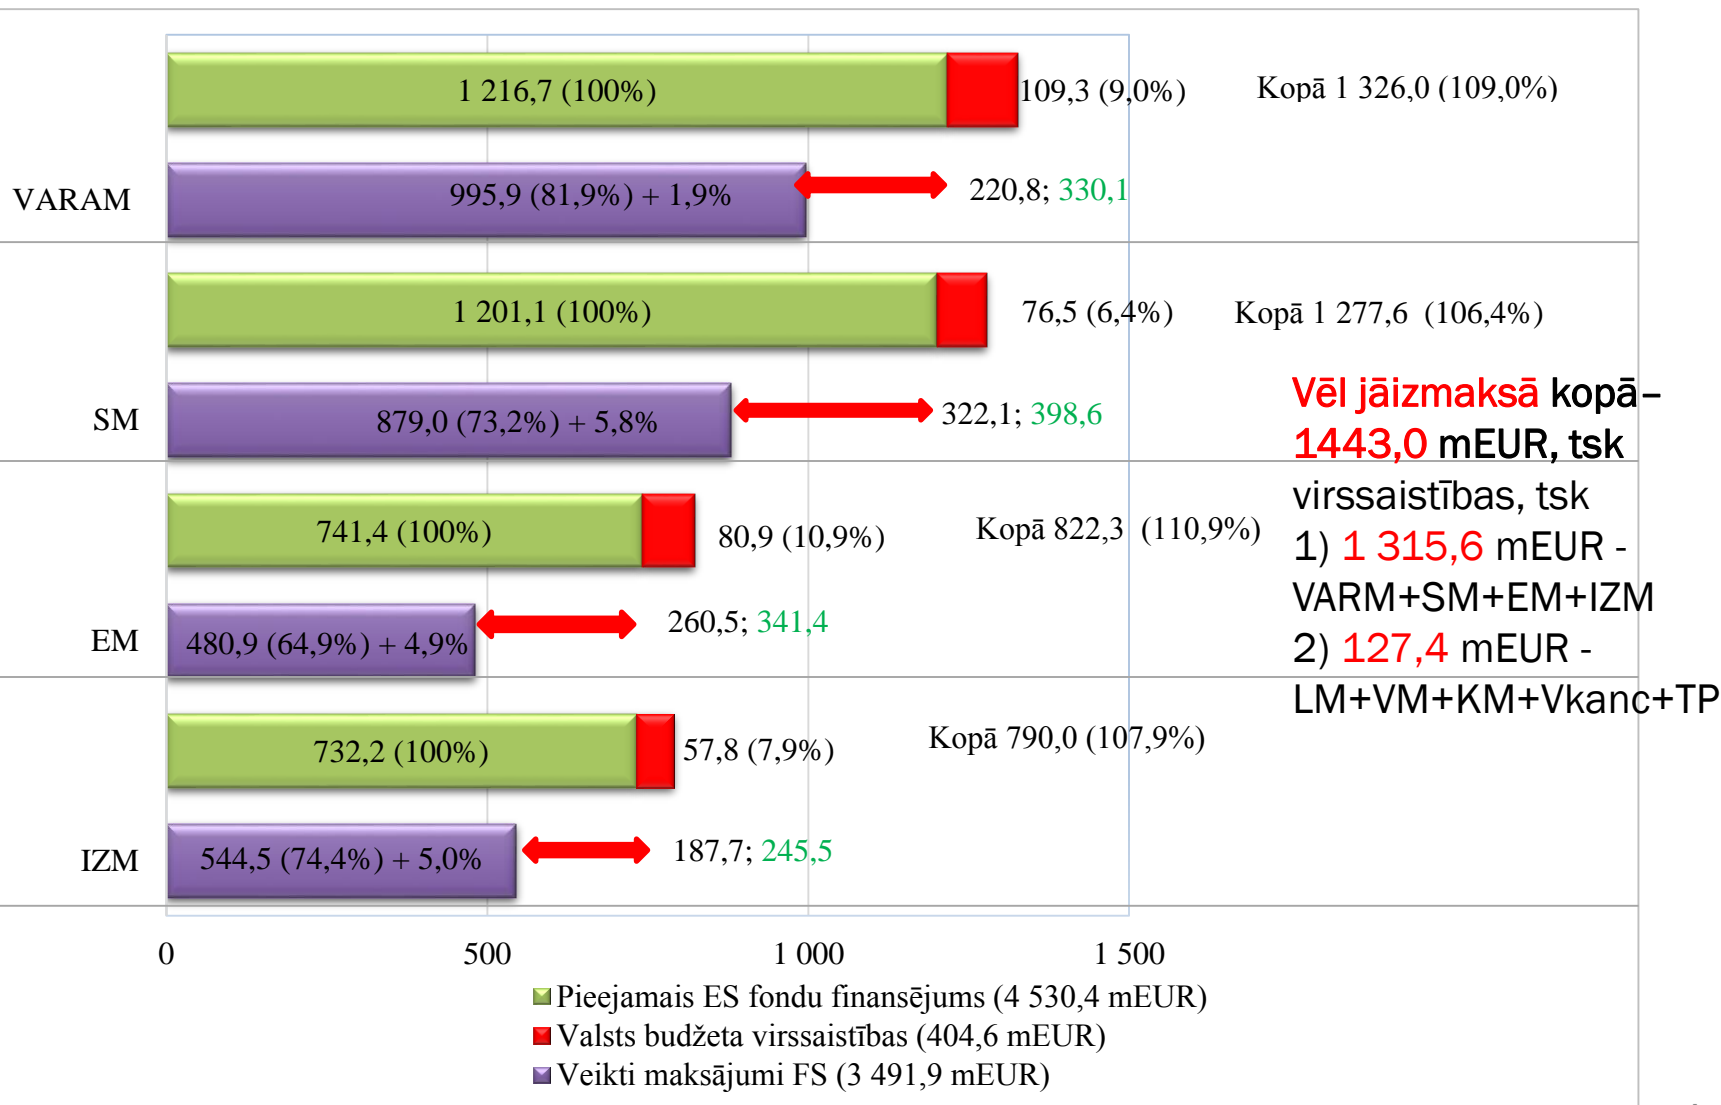 1 216,7 (100%)
109,3 (9,0%)
Kopā 1 326,0 (109,0%)
VARAM
995,9 (81,9%) + 1,9%
220,8; 330,1
1 201,1 (100%)
76,5 (6,4%)
Kopā 1 277,6 (106,4%)
SM
879,0 (73,2%) + 5,8%
322,1; 398,6
741,4 (100%)
80,9 (10,9%)
Kopā 822,3 (110,9%)
EM
480,9 (64,9%) + 4,9%
260,5; 341,4
732,2 (100%)
57,8 (7,9%)
Kopā 790,0 (107,9%)
IZM
544,5 (74,4%) + 5,0%
187,7; 245,5
Vēl jāizmaksā kopā–
1443,0 mEUR, tsk
virssaistības, tsk
1) 1 315,6 mEUR -
VARM+SM+EM+IZM
2) 127,4 mEUR -
LM+VM+KM+Vkanc+TP
0 500 1 000 1 500
Pieejamais ES fondu finansējums (4 530,4 mEUR)
Valsts budžeta virssaistības (404,6 mEUR)
Veikti maksājumi FS (3 491,9 mEUR)